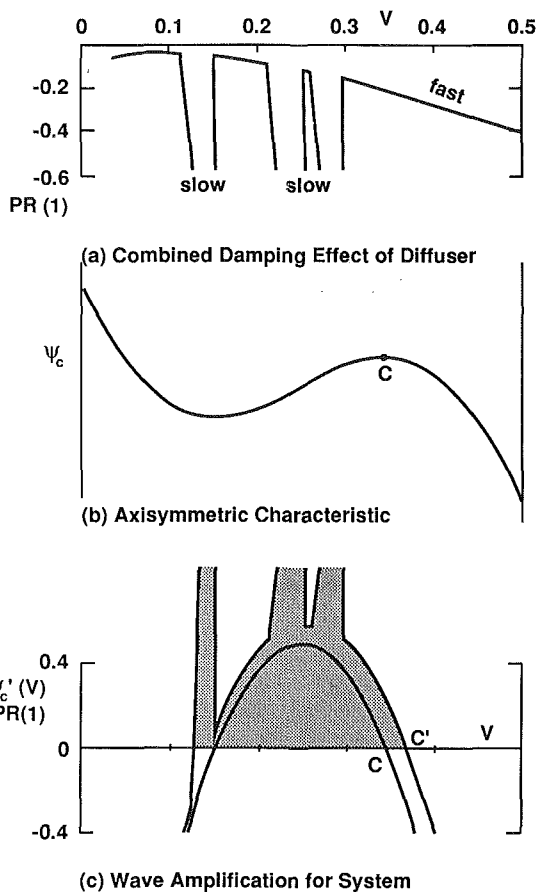 0 0.1 0.2 0.3 V 0.4 0.5
-0.2
-0.4
-0.6
PR (1)
fast
slow slow
(a) Combined Damping Effect of Diffuser
Ψc
C
(b) Axisymmetric Characteristic
0.4
c' (V)
PR(1)
0
-0.4
C C' V
(c) Wave Amplification for System